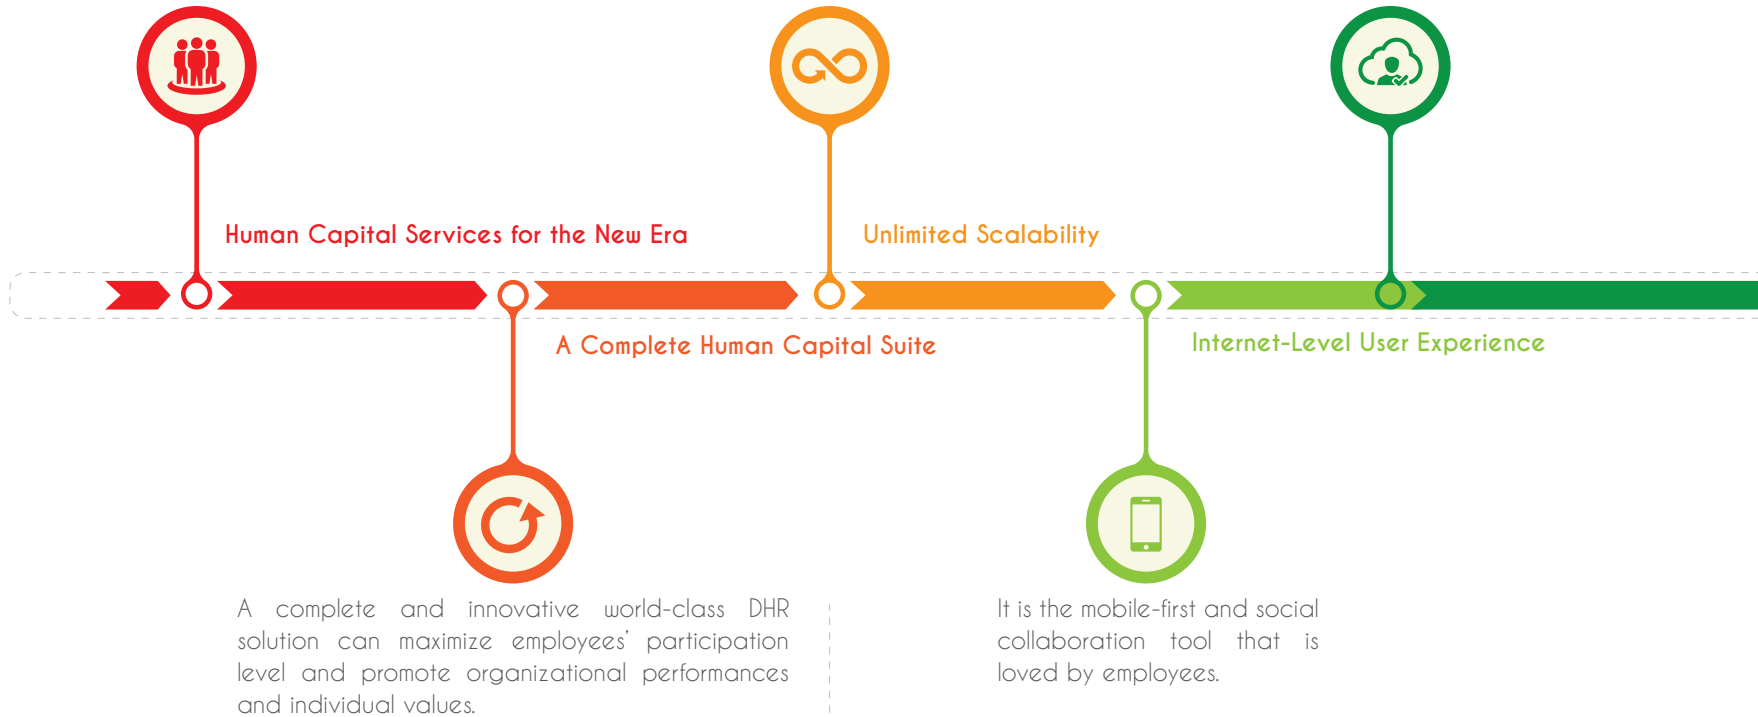 Human Capital Services for the New Era
Unlimited Scalability
A Complete Human Capital Suite
Internet-Level User Experience
A complete and innovative world-class DHR
solution can maximize employees' participation
level and promote organizational performances
and individual values.
It is the mobile-first and social
collaboration tool that is
loved by employees.